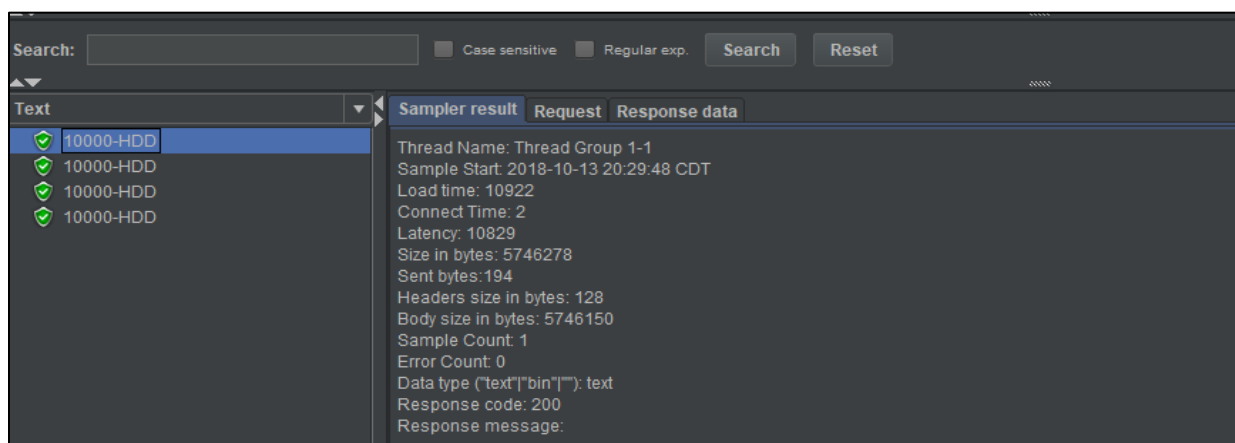 Search: Case sensitive Regular exp. Search Reset
Text
10000-HDD
10000-HDD
10000-HDD
10000-HDD
Sampler result Request Response data
Thread Name: Thread Group 1-1
Sample Start: 2018-10-13 20:29:48 CDT
Load time: 10922
Connect Time: 2
Latency: 10829
Size in bytes: 5746278
Sent bytes:194
Headers size in bytes: 128
Body size in bytes: 5746150
Sample Count: 1
Error Count: 0
Data type ("text"|"bin"|""): text
Response code: 200
Response message: